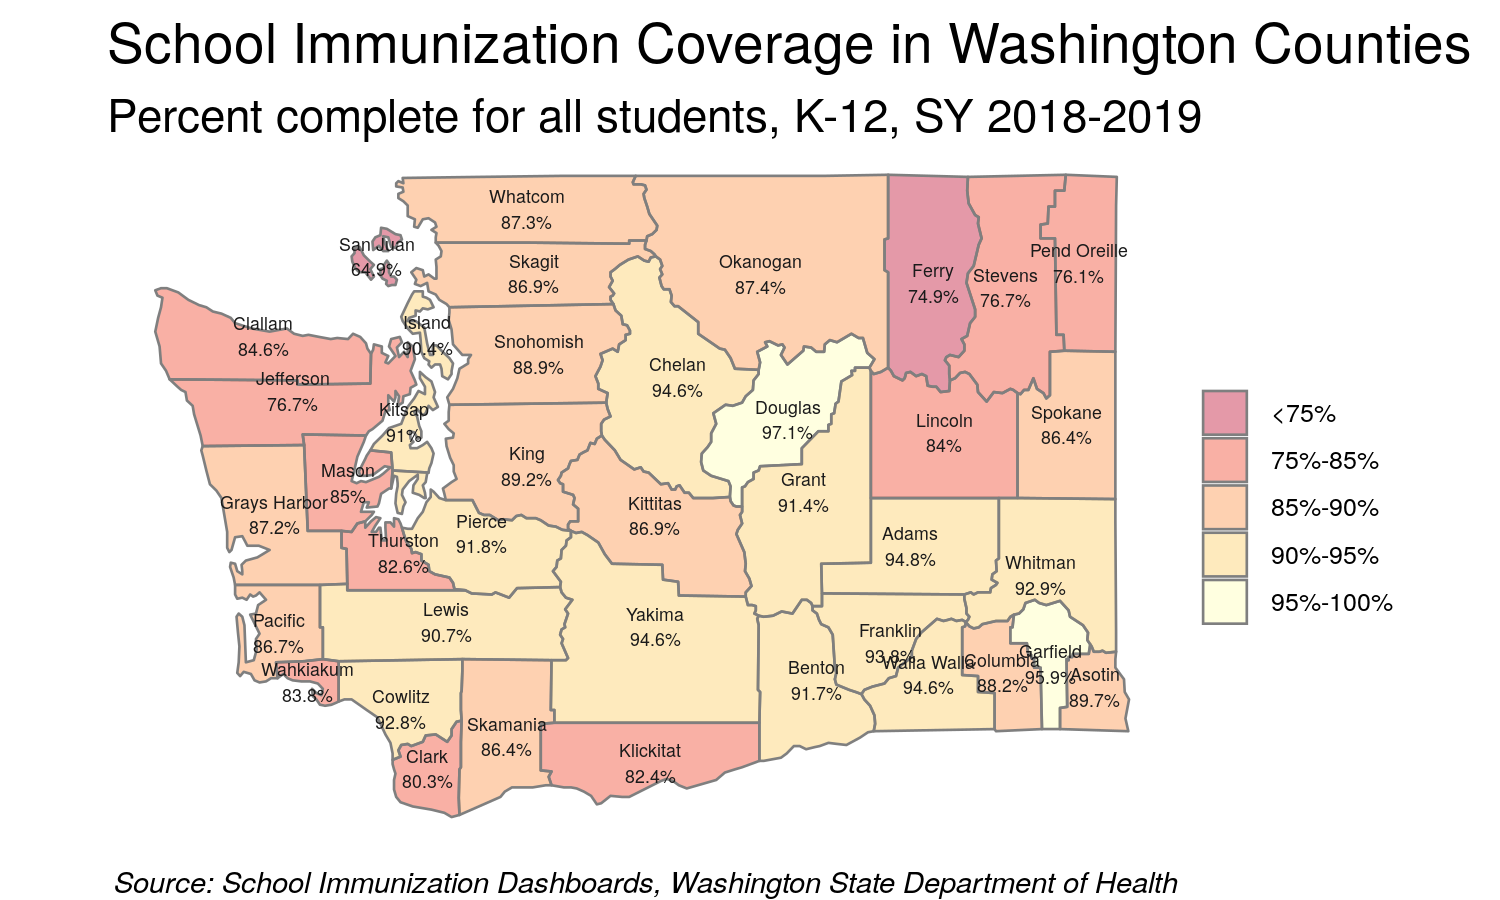 School Immunization Coverage in Washington Counties
Percent complete for all students, K-12, SY 2018-2019
Whatcom
87.3%
San Juan
64.9%
Skagit
86.9%
Okanogan
87.4%
Ferry
74.9%
Stevens
76.7%
Pend Oreille
76.1%
Clallam
84.6%
Island
90.4%
Snohomish
88.9%
Chelan
94.6%
Jefferson
76.7%
Kitsap
91%
Douglas
97.1%
Lincoln
84%
Spokane
86.4%
King
89.2%
Mason
85%
Grays Harbor
87.2%
Kittitas
86.9%
Grant
91.4%
Pierce
91.8%
Thurston
82.6%
Adams
94.8%
Whitman
92.9%
Pacific
86.7%
Lewis
90.7%
Yakima
94.6%
Franklin
93.8%
Benton
91.7%
Walla Walla
94.6%
Columbia
88.2%
Garfield
95.9%
Asotin
89.7%
Wahkiakum
83.8%
Cowlitz
92.8%
Skamania
86.4%
Clark
80.3%
Klickitat
82.4%
<75%
75%-85%
85%-90%
90%-95%
95%-100%
Source: School Immunization Dashboards, Washington State Department of Health